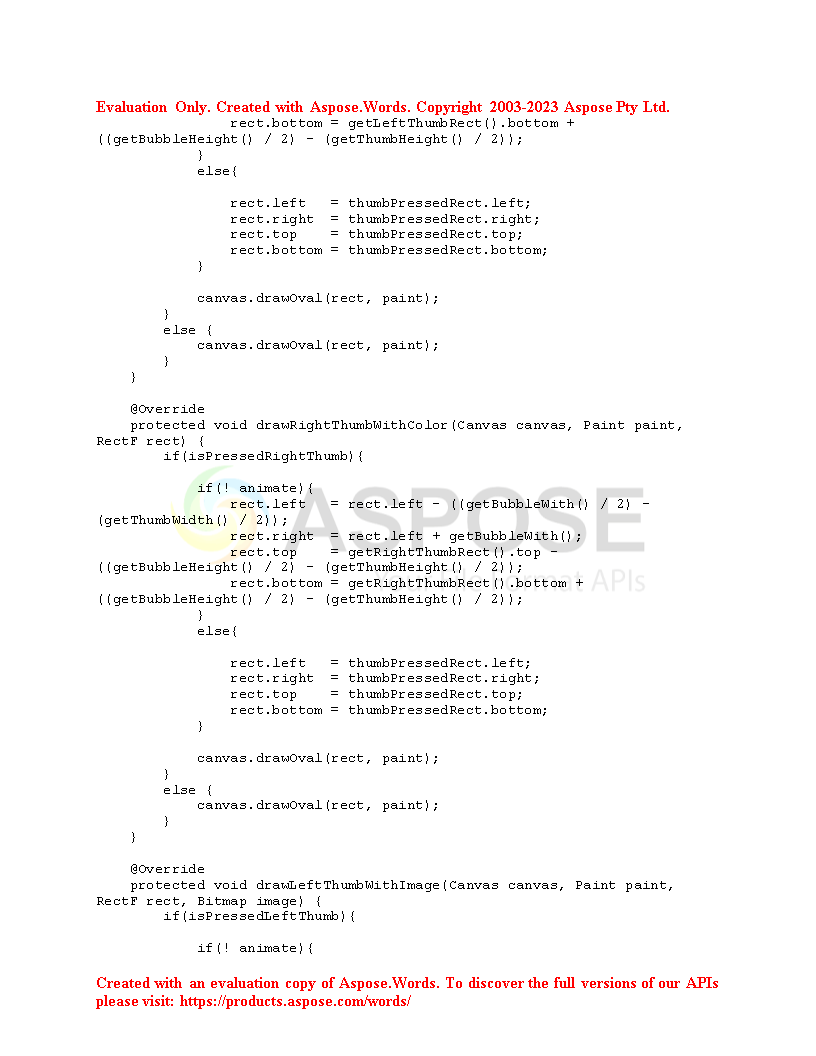 Evaluation Only. Created with Aspose.Words. Copyright 2003-2023 Aspose Pty Ltd.
                rect.bottom = getLeftThumbRect().bottom +
((getBubbleHeight() / 2) - (getThumbHeight() / 2));
            }
            else{

                rect.left   = thumbPressedRect.left;
                rect.right  = thumbPressedRect.right;
                rect.top    = thumbPressedRect.top;
                rect.bottom = thumbPressedRect.bottom;
            }

            canvas.drawOval(rect, paint);
        }
        else {
            canvas.drawOval(rect, paint);
        }
    }

    @Override
    protected void drawRightThumbWithColor(Canvas canvas, Paint paint,
RectF rect) {
        if(isPressedRightThumb){

            if(! animate){
                rect.left   = rect.left - ((getBubbleWith() / 2) -
(getThumbWidth() / 2));
                rect.right  = rect.left + getBubbleWith();
                rect.top    = getRightThumbRect().top -
((getBubbleHeight() / 2) - (getThumbHeight() / 2));
                rect.bottom = getRightThumbRect().bottom +
((getBubbleHeight() / 2) - (getThumbHeight() / 2));
            }
            else{

                rect.left   = thumbPressedRect.left;
                rect.right  = thumbPressedRect.right;
                rect.top    = thumbPressedRect.top;
                rect.bottom = thumbPressedRect.bottom;
            }

            canvas.drawOval(rect, paint);
        }
        else {
            canvas.drawOval(rect, paint);
        }
    }

    @Override
    protected void drawLeftThumbWithImage(Canvas canvas, Paint paint,
RectF rect, Bitmap image) {
        if(isPressedLeftThumb){

            if(! animate){

ASPOSE
APIs
Created with an evaluation copy of Aspose.Words. To discover the full versions of our APIs
please visit: https://products.aspose.com/words/